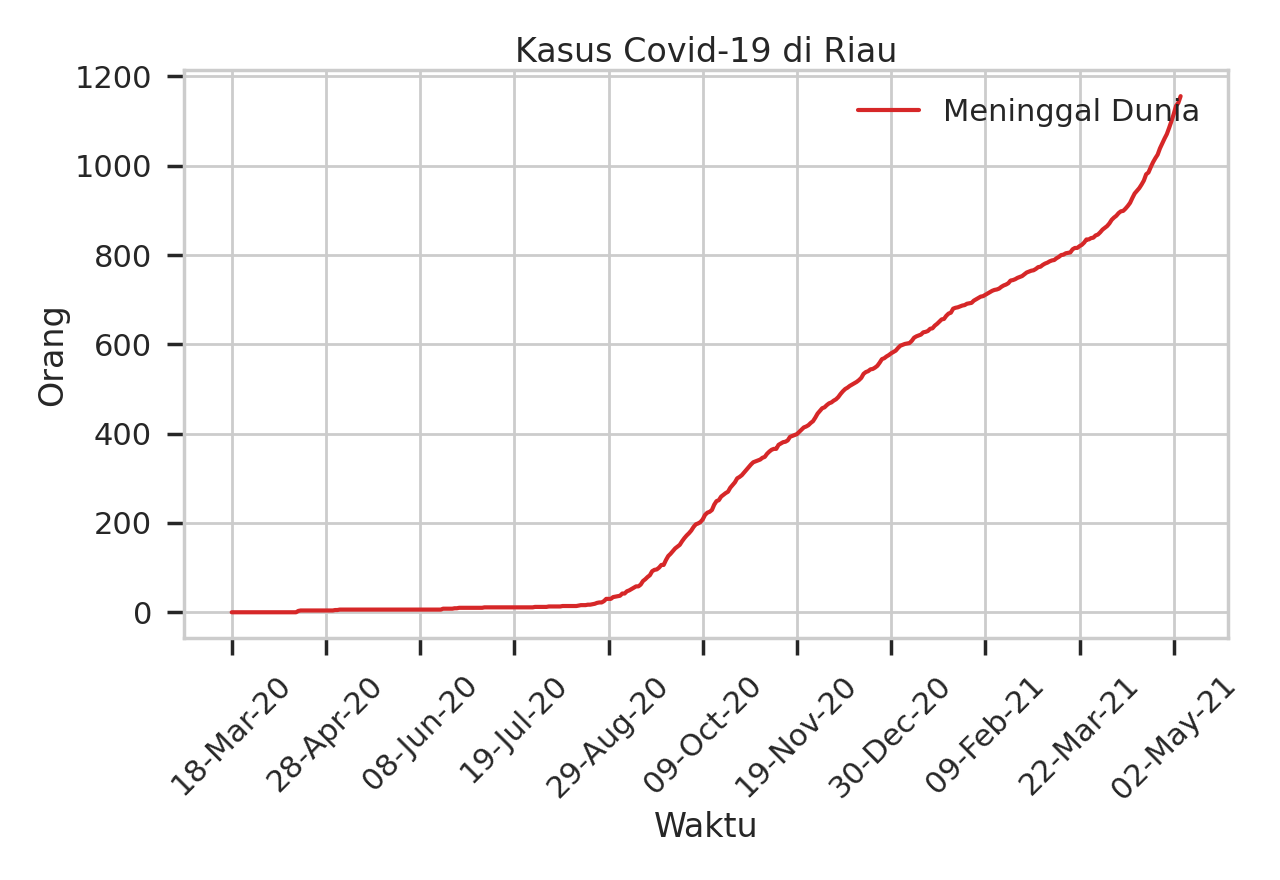 Kasus Covid-19 di Riau
Meninggal Dunia
Orang
1200
1000
800
600
400
200
0
18-Mar-20
28-Apr-20
08-Jun-20
19-Jul-20
29-Aug-20
09-Oct-20
19-Nov-20
30-Dec-20
09-Feb-21
22-Mar-21
02-May-21
Waktu